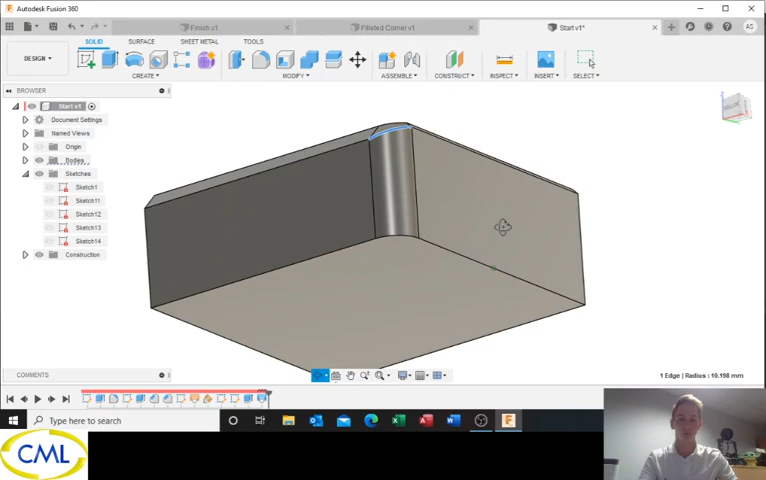 Autodesk Fusion 360
Finish v1
Filleted Corner v1
Start v1*
AS
DESIGN
SOLID
SURFACE
SHEET METAL
TOOLS
CREATE
MODIFY
ASSEMBLE
CONSTRUCT
INSPECT
INSERT
SELECT
BROWSER
Start v1
Document Settings
Named Views
Origin
Bodies
Sketches
Sketch1
Sketch11
Sketch12
Sketch13
Sketch14
Construction
COMMENTS
1 Edge | Radius : 10.198 mm
Type here to search
CML